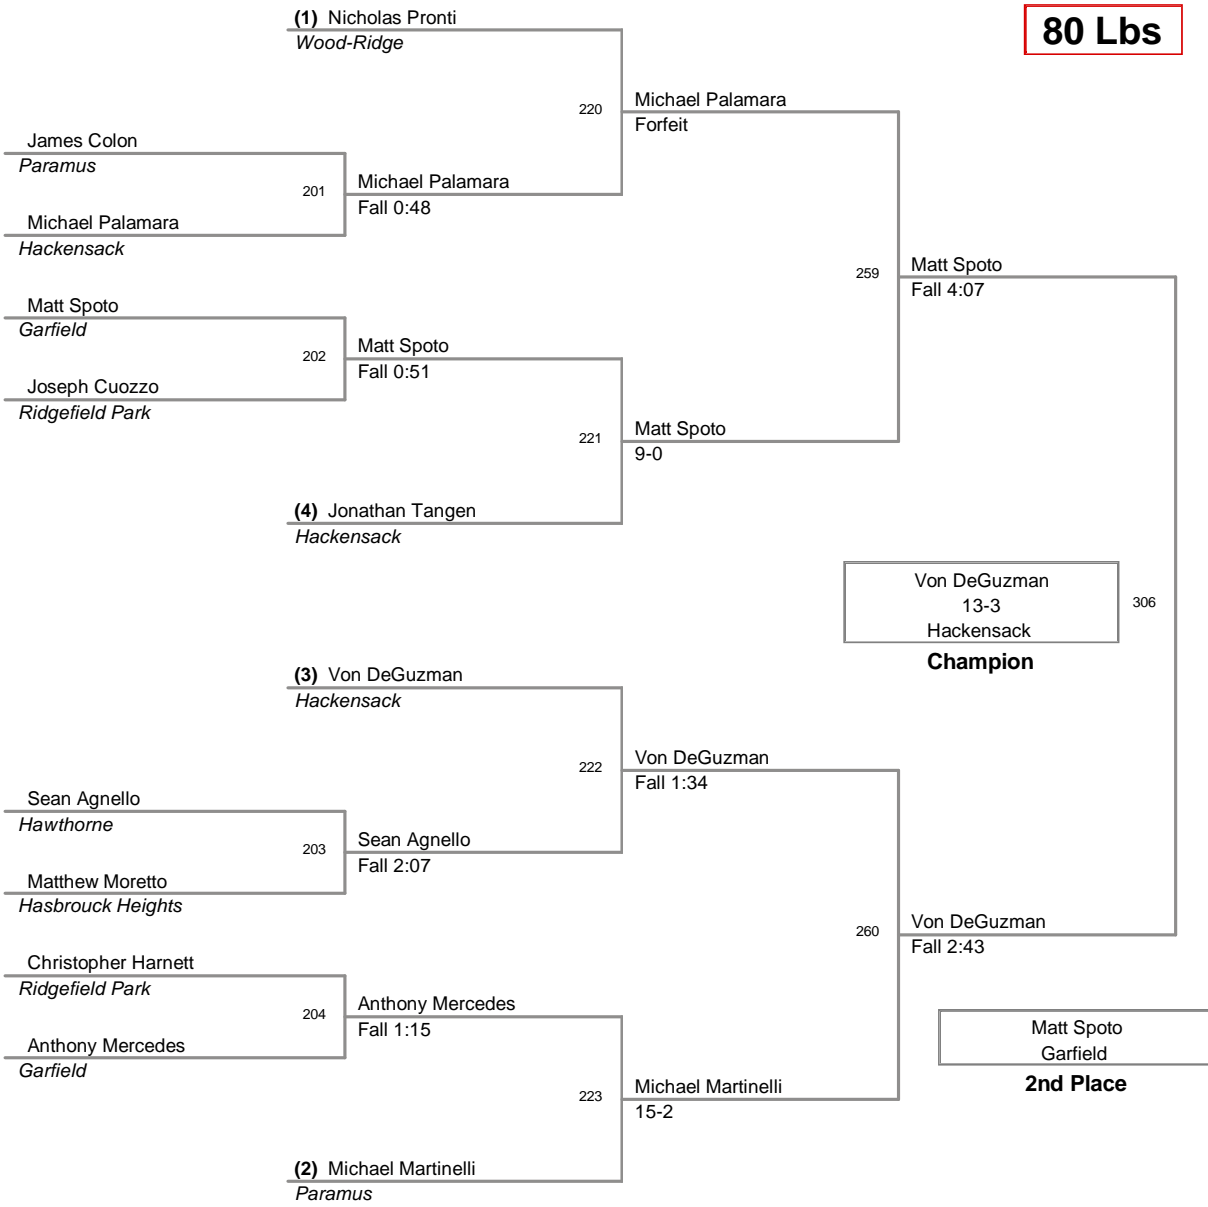 (1) Nicholas Pronti
Wood-Ridge
80 Lbs
220
Michael Palamara
Forfeit
James Colon
Paramus
201
Michael Palamara
Fall 0:48
Michael Palamara
Hackensack
259
Matt Spoto
Fall 4:07
Matt Spoto
Garfield
202
Matt Spoto
Fall 0:51
Joseph Cuozzo
Ridgefield Park
221
Matt Spoto
9-0
(4) Jonathan Tangen
Hackensack
Von DeGuzman
13-3
Hackensack
306
Champion
(3) Von DeGuzman
Hackensack
222
Von DeGuzman
Fall 1:34
Sean Agnello
Hawthorne
203
Sean Agnello
Fall 2:07
Matthew Moretto
Hasbrouck Heights
260
Von DeGuzman
Fall 2:43
Christopher Harnett
Ridgefield Park
204
Anthony Mercedes
Fall 1:15
Anthony Mercedes
Garfield
Matt Spoto
Garfield
2nd Place
223
Michael Martinelli
15-2
(2) Michael Martinelli
Paramus